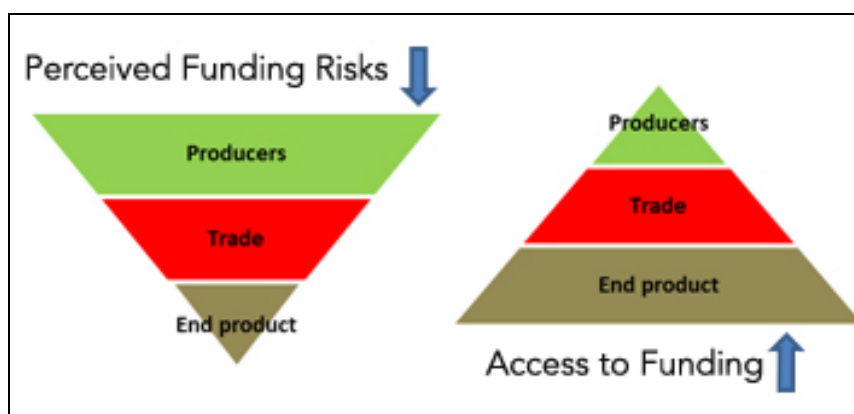 Perceived Funding Risks
Producers
Trade
End product
Producers
Trade
End product
Access to Funding